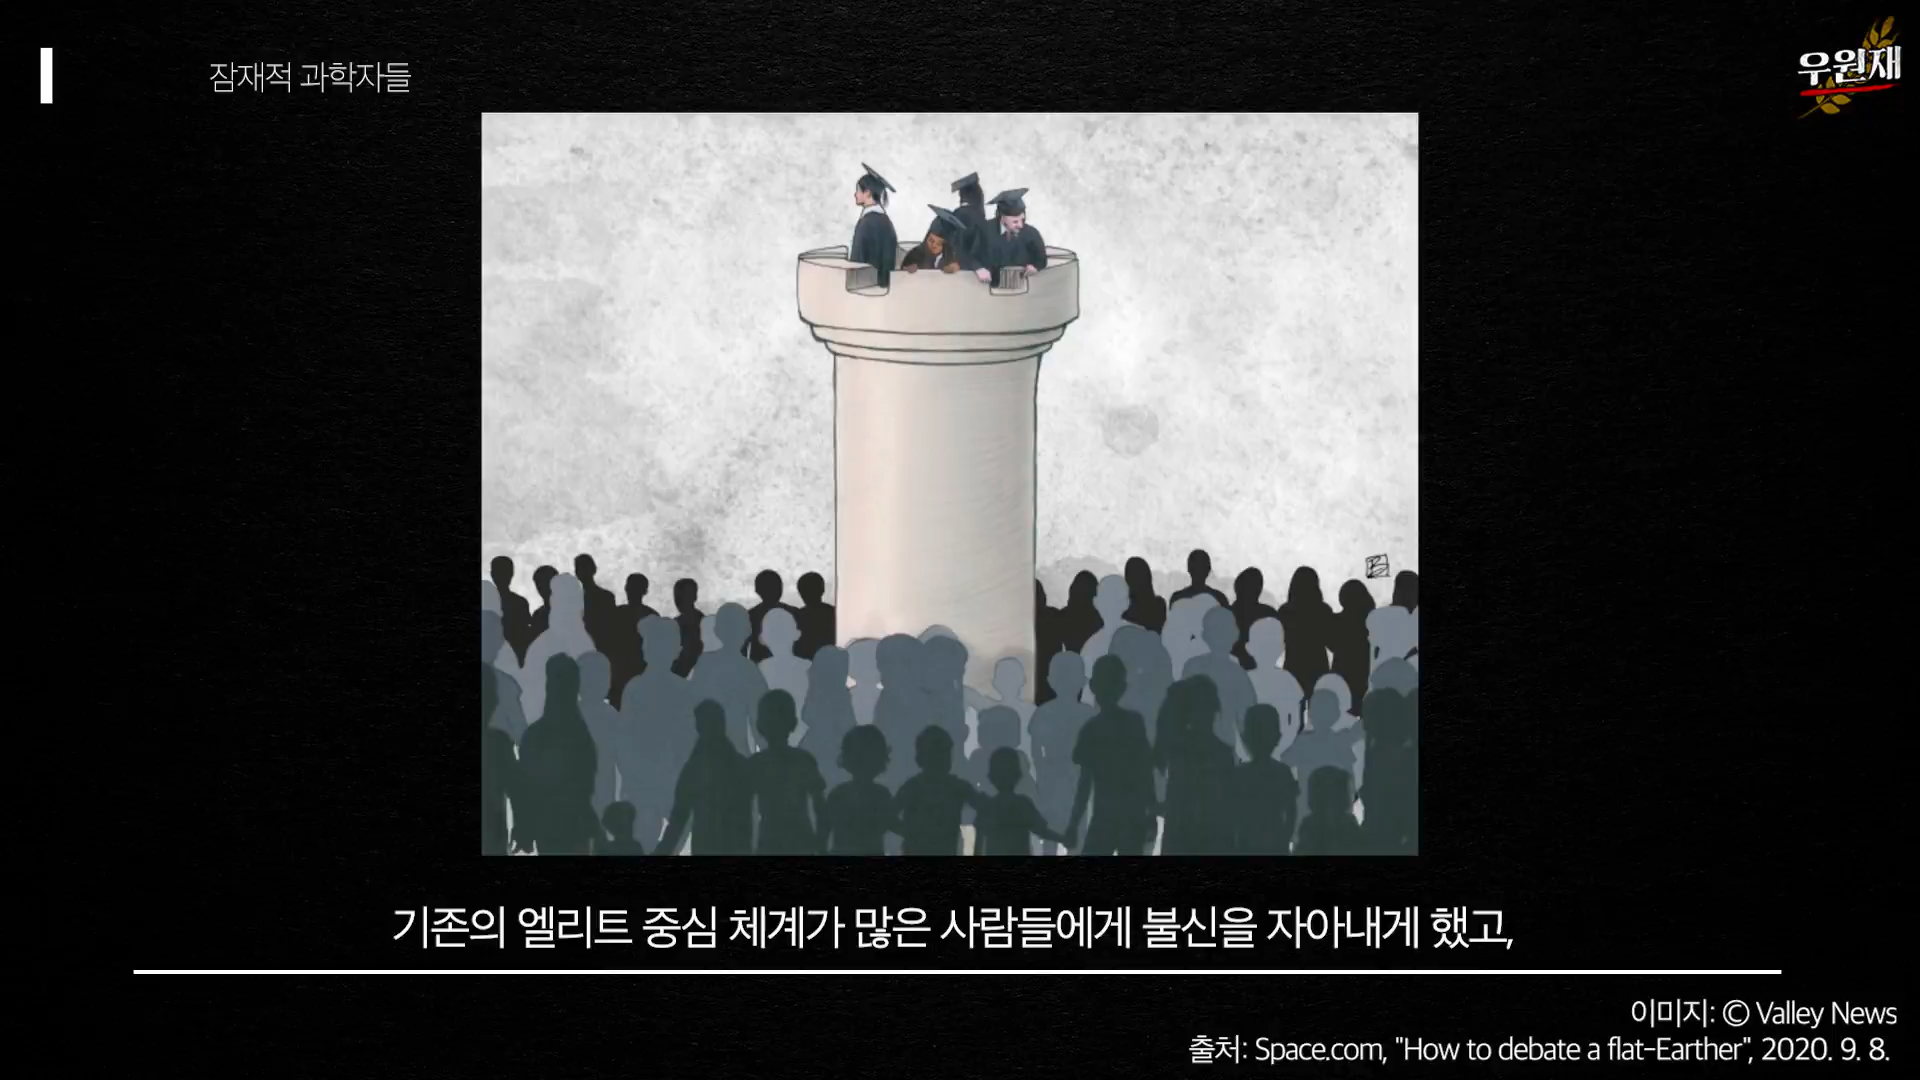 잠재적 과학자들
우원재
기존의 엘리트 중심 체계가 많은 사람들에게 불신을 자아내게 했고,
이미지: © Valley News
출처: Space.com, "How to debate a flat-Earther", 2020. 9. 8.